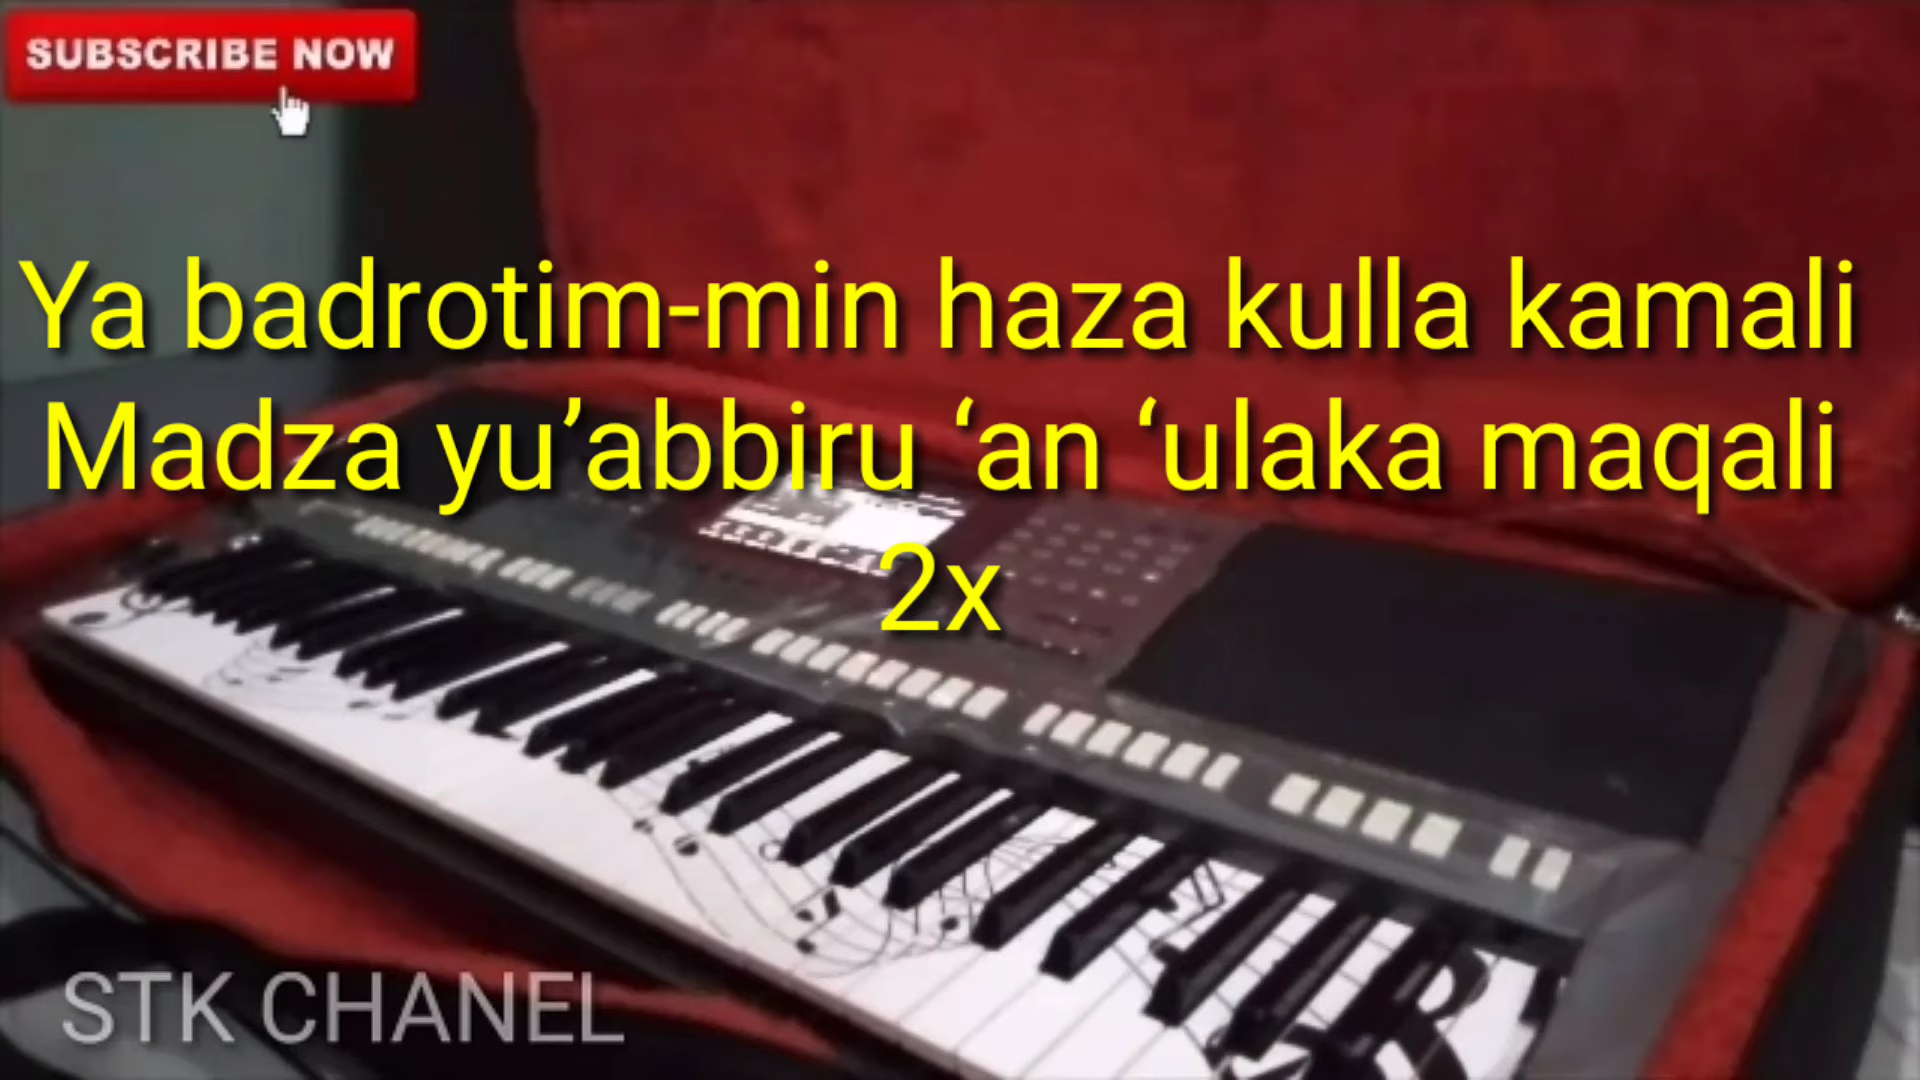 SUBSCRIBE NOW
Ya badrotim-min haza kulla kamali
Madza yu’abbiru ‘an ‘ulaka maqali
2x
STK CHANEL